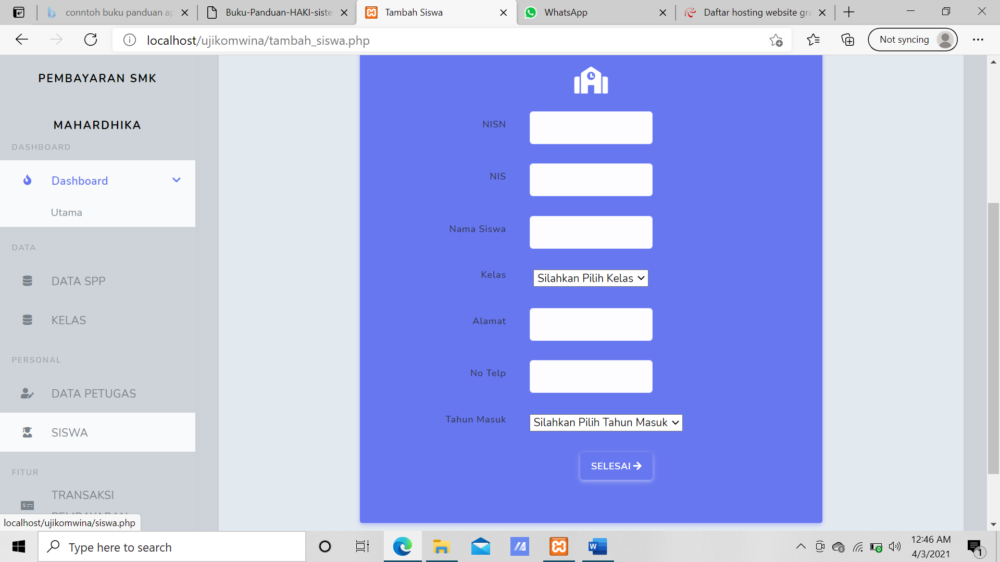 conntoh buku panduan ap
Buku-Panduan-HAKI-siste
Tambah Siswa
WhatsApp
Daftar hosting website gra
localhost/ujikomwina/tambah_siswa.php
Not syncing
PEMBAYARAN SMK
MAHARDHIKA
DASHBOARD
Dashboard
Utama
DATA
DATA SPP
KELAS
PERSONAL
DATA PETUGAS
SISWA
FITUR
TRANSAKSI
PEMBAYARAN
localhost/ujikomwina/siswa.php
NISN
NIS
Nama Siswa
Kelas
Silahkan Pilih Kelas
Alamat
No Telp
Tahun Masuk
Silahkan Pilih Tahun Masuk
SELESAI
Type here to search
12:46 AM
4/3/2021
1